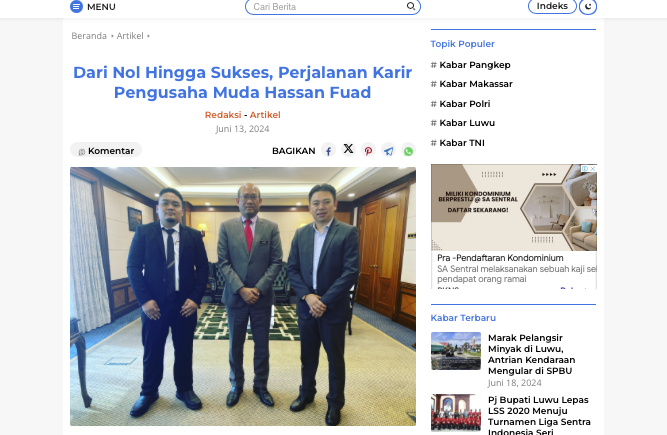 MENU
Cari Berita
Indeks
Beranda • Artikel •
Dari Nol Hingga Sukses, Perjalanan Karir
Pengusaha Muda Hassan Fuad
Redaksi - Artikel
Juni 13, 2024
Komentar
BAGIKAN
Topik Populer
# Kabar Pangkep
# Kabar Makassar
# Kabar Polri
# Kabar Luwu
# Kabar TNI
MILIKI KONDOMINIUM
BERPRESTIJ @ SA SENTRAL
DAFTAR SEKARANG!
Pra -Pendaftaran Kondominium
SA Sentral melaksanakan sebuah kaji sel
pendapat orang ramai
Kabar Terbaru
Marak Pelangsir
Minyak di Luwu,
Antrian Kendaraan
Mengular di SPBU
Juni 18, 2024
Pj Bupati Luwu Lepas
LSS 2020 Menuju
Turnamen Liga Sentra
Indonesia Seri